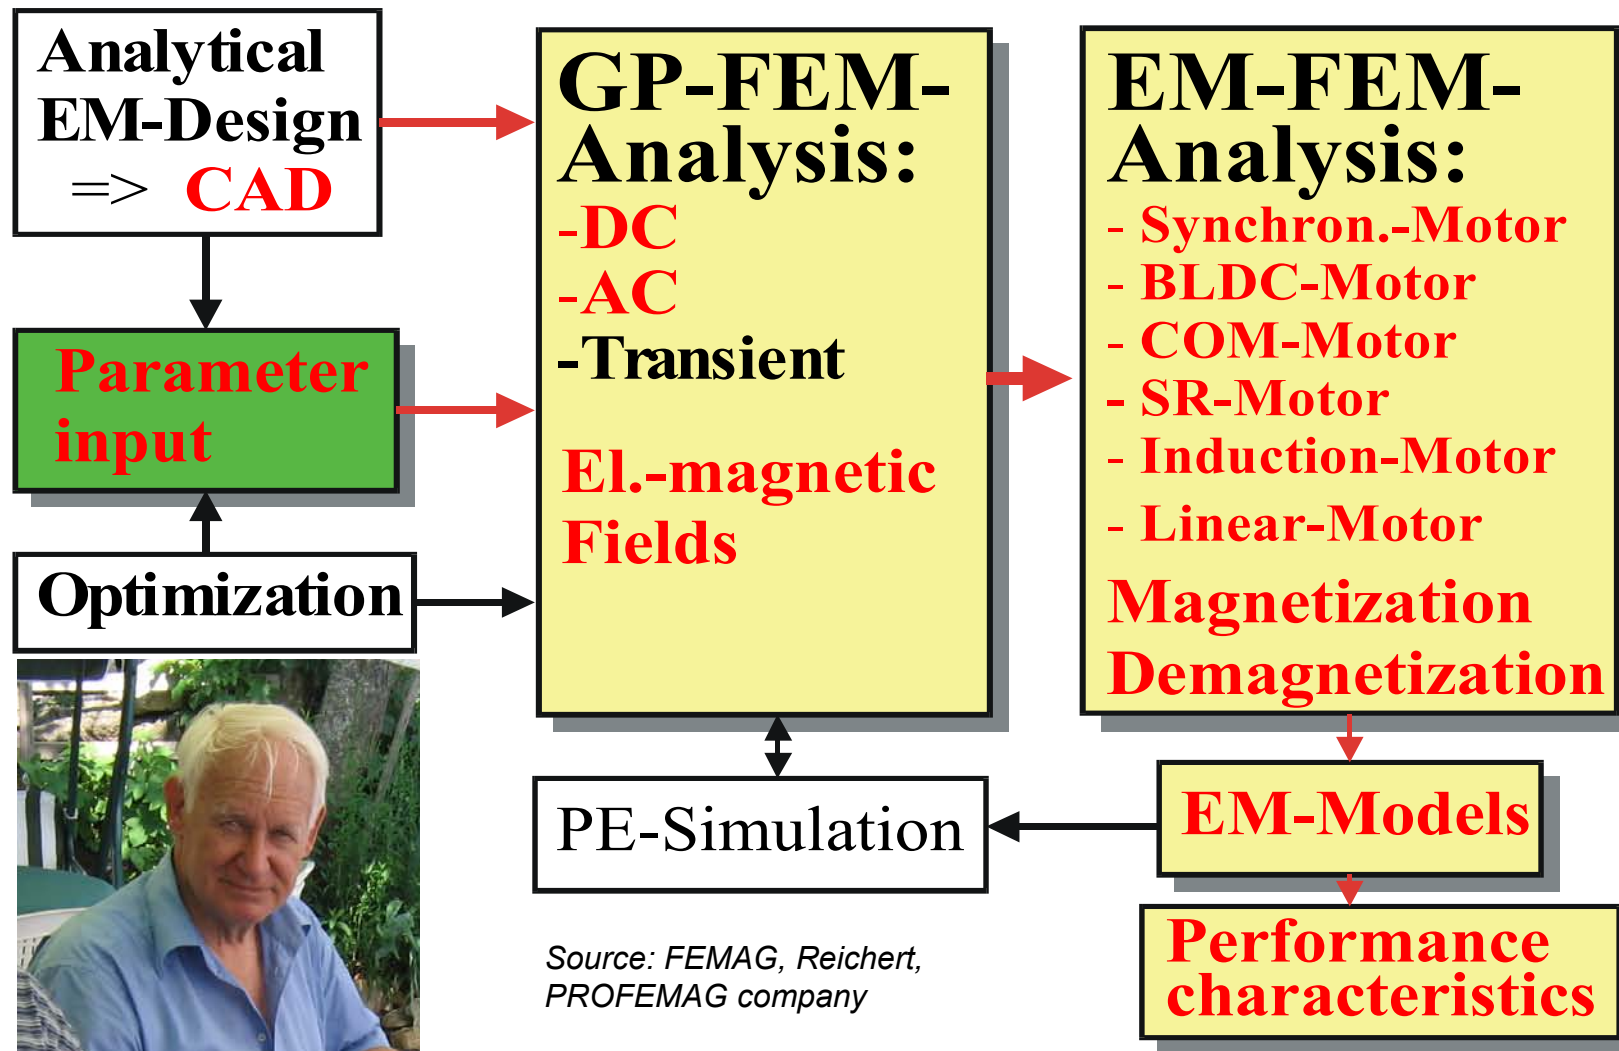 Analytical
EM-Design
=> CAD
Parameter
input
Optimization
GP-FEM-
Analysis:
-DC
-AC
-Transient
El.-magnetic
Fields
PE-Simulation
Source: FEMAG, Reichert,
PROFEMAG company
EM-FEM-
Analysis:
- Synchron.-Motor
- BLDC-Motor
- COM-Motor
- SR-Motor
- Induction-Motor
- Linear-Motor
Magnetization
Demagnetization
EM-Models
Performance
characteristics